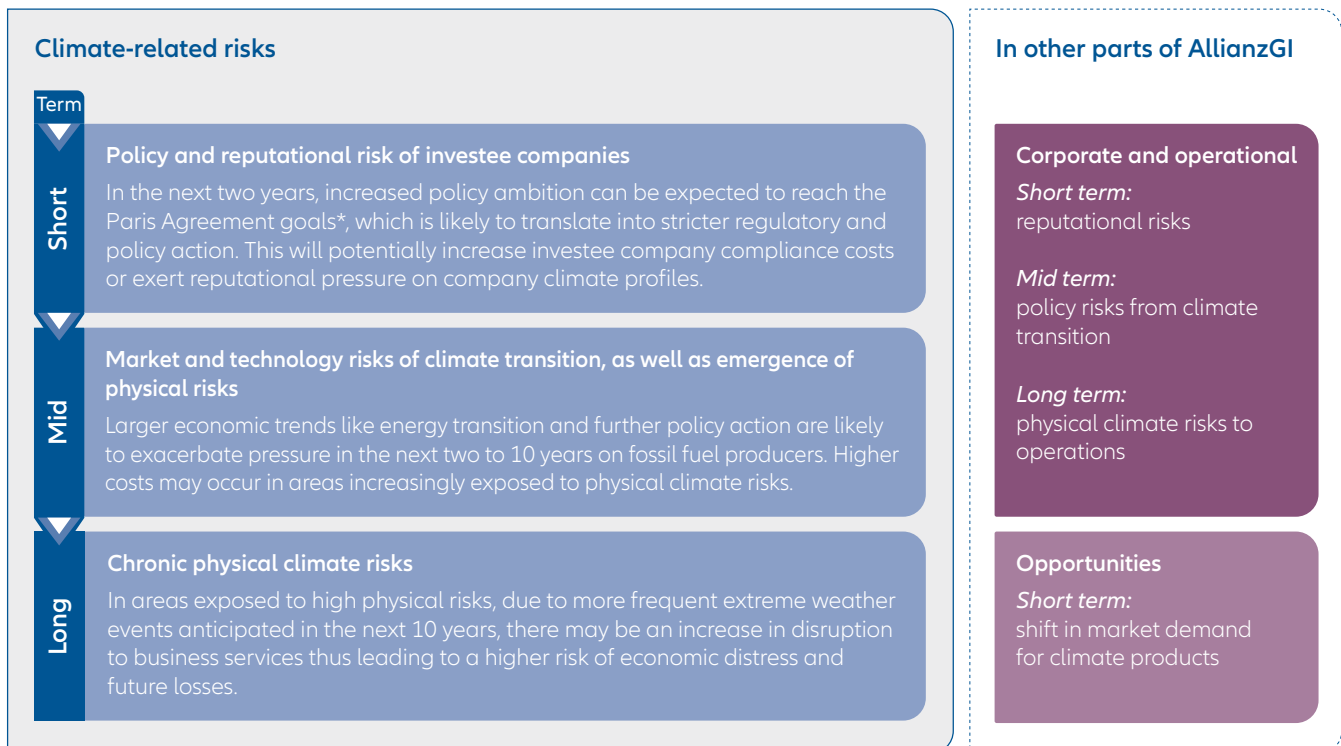 Climate-related risks
Term
Short
Policy and reputational risk of investee companies
In the next two years, increased policy ambition can be expected to reach the
Paris Agreement goals*, which is likely to translate into stricter regulatory and
policy action. This will potentially increase investee company compliance costs
or exert reputational pressure on company climate profiles.
Mid
Market and technology risks of climate transition, as well as emergence of
physical risks
Larger economic trends like energy transition and further policy action are likely
to exacerbate pressure in the next two to 10 years on fossil fuel producers. Higher
costs may occur in areas increasingly exposed to physical climate risks.
Long
Chronic physical climate risks
In areas exposed to high physical risks, due to more frequent extreme weather
events anticipated in the next 10 years, there may be an increase in disruption
to business services thus leading to a higher risk of economic distress and
future losses.
In other parts of AllianzGI
Corporate and operational
Short term:
reputational risks
Mid term:
policy risks from climate
transition
Long term:
physical climate risks to
operations
Opportunities
Short term:
shift in market demand
for climate products